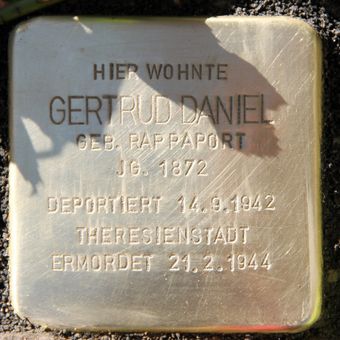 HIER WOHNTE
GERTRUD DANIEL
GEB. RAPPAPORT
JG. 1872
DEPORTIERT 14.9.1942
THERESIENSTADT
ERMORDET 21.2.1944